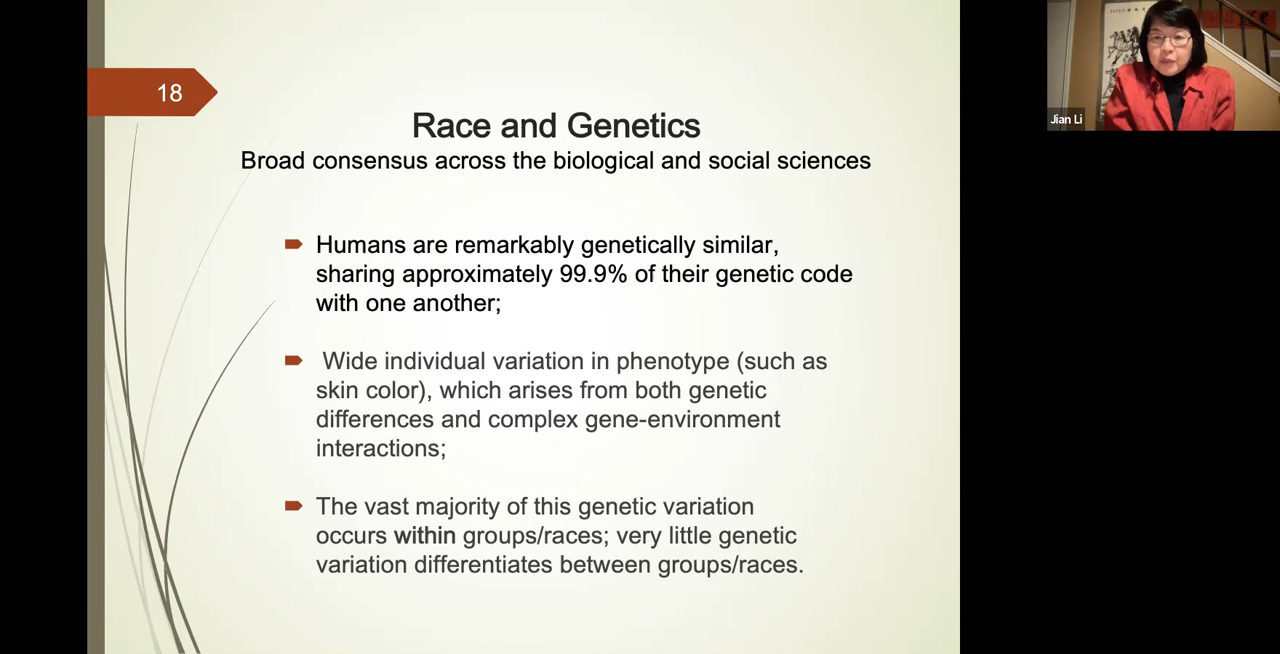 18
Race and Genetics
Broad consensus across the biological and social sciences
Humans are remarkably genetically similar,
sharing approximately 99.9% of their genetic code
with one another;
Wide individual variation in phenotype (such as
skin color), which arises from both genetic
differences and complex gene-environment
interactions;
The vast majority of this genetic variation
occurs within groups/races; very little genetic
variation differentiates between groups/races.
Jian Li